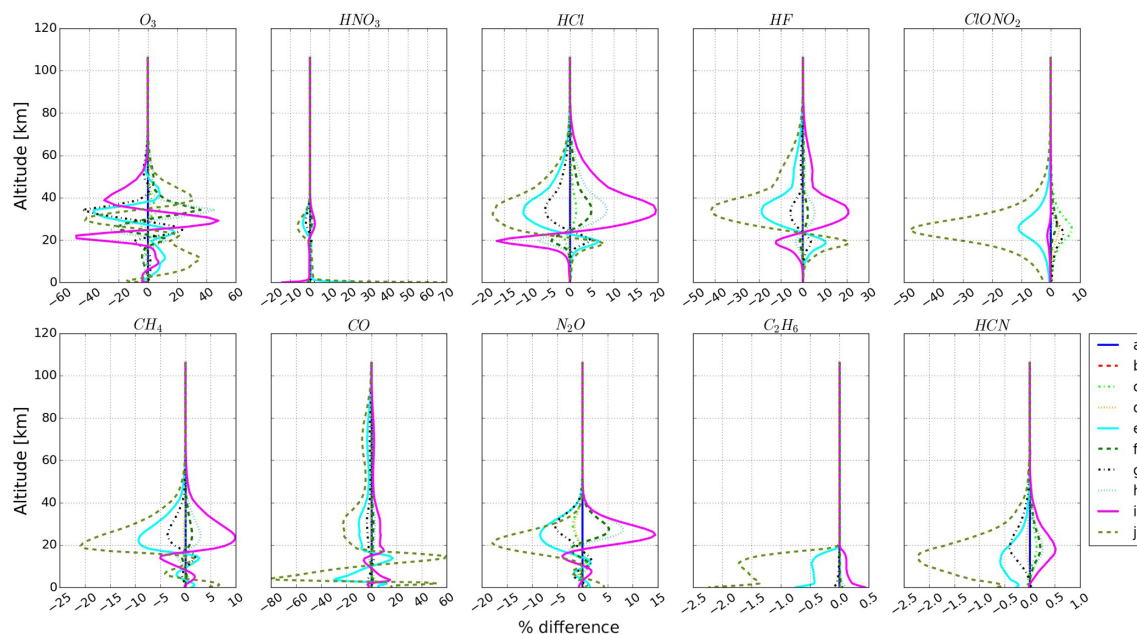 O3 HNO3 HCl HF ClONO2
Altitude [km]
120
100
80
60
40
20
0
−60 −40 −20 0 20 40 60
−20 −10 0 10 20 30 40 50 60 70
−20 −15 −10 −5 0 5 10 15 20
−50 −40 −30 −20 −10 0 10 20 30
−50 −40 −30 −20 −10 0 10
CH4 CO N2O C2H6 HCN
Altitude [km]
120
100
80
60
40
20
0
−25 −20 −15 −10 −5 0 5 10
−80 −60 −40 −20 0 20 40 60
−20 −15 −10 −5 0 5 10 15
−2.5 −2.0 −1.5 −1.0 −0.5 0.0 0.5
−2.5 −2.0 −1.5 −1.0 −0.5 0.0 0.5 1.0
% difference
a
b
e
f
g
h
i
j